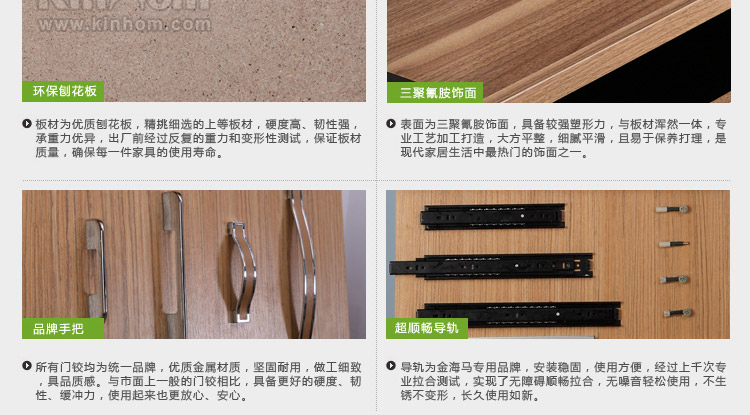 www.kinhom.com
环保刨花板
板材为优质刨花板，精挑细选的上等板材，硬度高、韧性强，
承重力优异，出厂前经过反复的重力和变形性测试，保证板材
质量，确保每一件家具的使用寿命。
三聚氰胺饰面
表面为三聚氰胺饰面，具备较强塑形力，与板材浑然一体，专
业工艺加工打造，大方平整，细腻平滑，且易于保养打理，是
现代家居生活中最热门的饰面之一。
品牌手把
所有门铰均为统一品牌，优质金属材质，坚固耐用，做工细致
，具品质感。与市面上一般的门铰相比，具备更好的硬度、韧
性、缓冲力，使用起来也更放心、安心。
超顺畅导轨
导轨为金海马专用品牌，安装稳固，使用方便，经过上千次专
业拉合测试，实现了无障碍顺畅拉合，无噪音轻松使用，不生
锈不变形，长久使用如新。